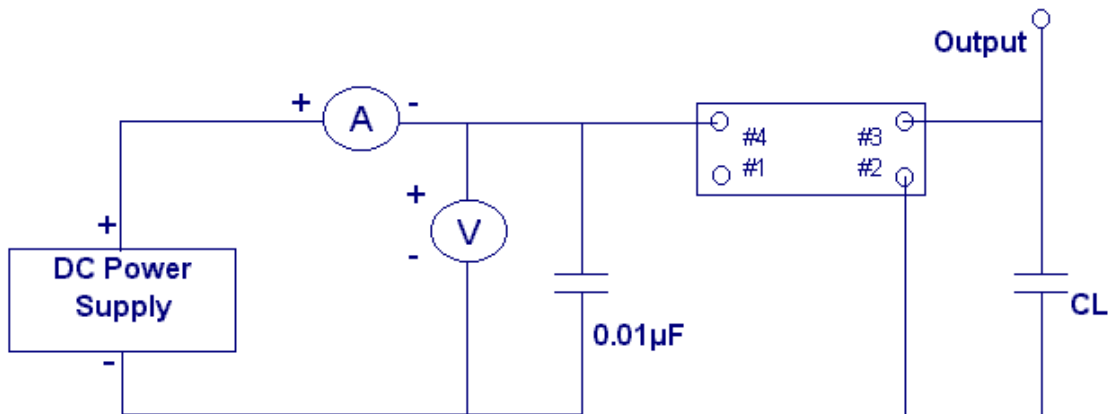 Output
+
A
-
#4
#3
#1
#2
+
V
-
+
DC Power
Supply
-
0.01µF
CL